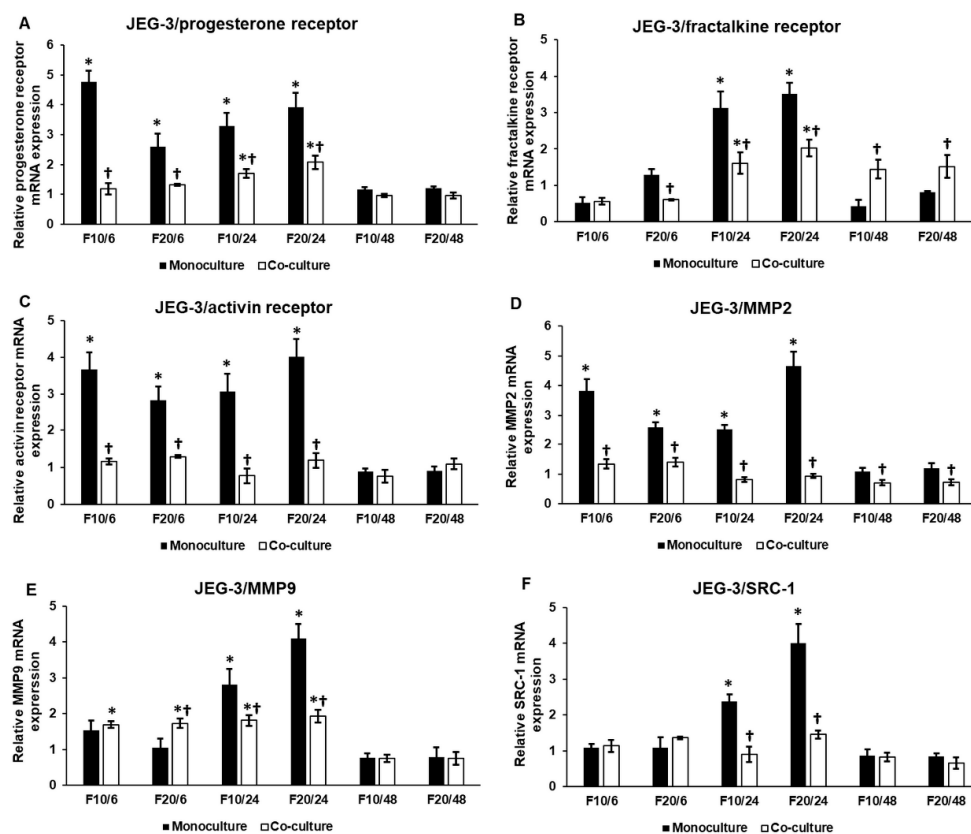 A
JEG-3/progesterone receptor
Relative progesterone receptor
mRNA expression
6
5
4
3
2
1
0
* † * † * *† * *†
F10/6 F20/6 F10/24 F20/24 F10/48 F20/48
Monoculture Co-culture
B
JEG-3/fractalkine receptor
Relative fractalkine receptor
mRNA expression
5
4
3
2
1
0
† * *† * *† † †
F10/6 F20/6 F10/24 F20/24 F10/48 F20/48
Monoculture Co-culture
C
JEG-3/activin receptor
Relative activin receptor mRNA
expression
5
4
3
2
1
0
* † * † * † * †
F10/6 F20/6 F10/24 F20/24 F10/48 F20/48
Monoculture Co-culture
D
JEG-3/MMP2
Relative MMP2 mRNA
expression
6
5
4
3
2
1
0
* † * † * † * † † †
F10/6 F20/6 F10/24 F20/24 F10/48 F20/48
Monoculture Co-culture
E
JEG-3/MMP9
Relative MMP9 mRNA
experssion
5
4
3
2
1
0
* *† * *† * *†
F10/6 F20/6 F10/24 F20/24 F10/48 F20/48
Monoculture Co-culture
F
JEG-3/SRC-1
Relative SRC-1 mRNA
expression
5
4
3
2
1
0
* † * †
F10/6 F20/6 F10/24 F20/24 F10/48 F20/48
Monoculture Co-culture